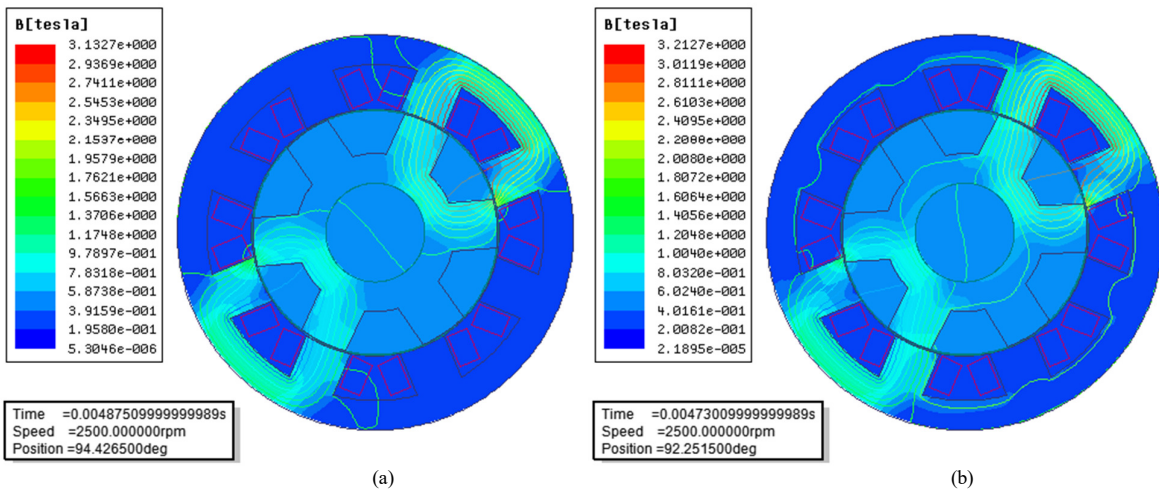 B[tesla]
3.1327e+000
2.9369e+000
2.7411e+000
2.5453e+000
2.3495e+000
2.1537e+000
1.9579e+000
1.7621e+000
1.5663e+000
1.3706e+000
1.1748e+000
9.7897e-001
7.8318e-001
5.8738e-001
3.9159e-001
1.9580e-001
5.3046e-006
Time =0.00487509999999989s
Speed =2500.000000rpm
Position =94.426500deg
(a)
B[tesla]
3.2127e+000
3.0119e+000
2.8111e+000
2.6103e+000
2.4095e+000
2.2088e+000
2.0080e+000
1.8072e+000
1.6064e+000
1.4056e+000
1.2048e+000
1.0040e+000
8.0320e-001
6.0240e-001
4.0161e-001
2.0082e-001
2.1895e-005
Time =0.00473009999999989s
Speed =2500.000000rpm
Position =92.251500deg
(b)